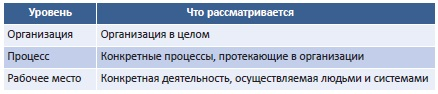 Уровень Что рассматривается
Организация Организация в целом
Процесс Конкретные процессы, протекающие в организации
Рабочее место Конкретная деятельность, осуществляемая людьми и системами